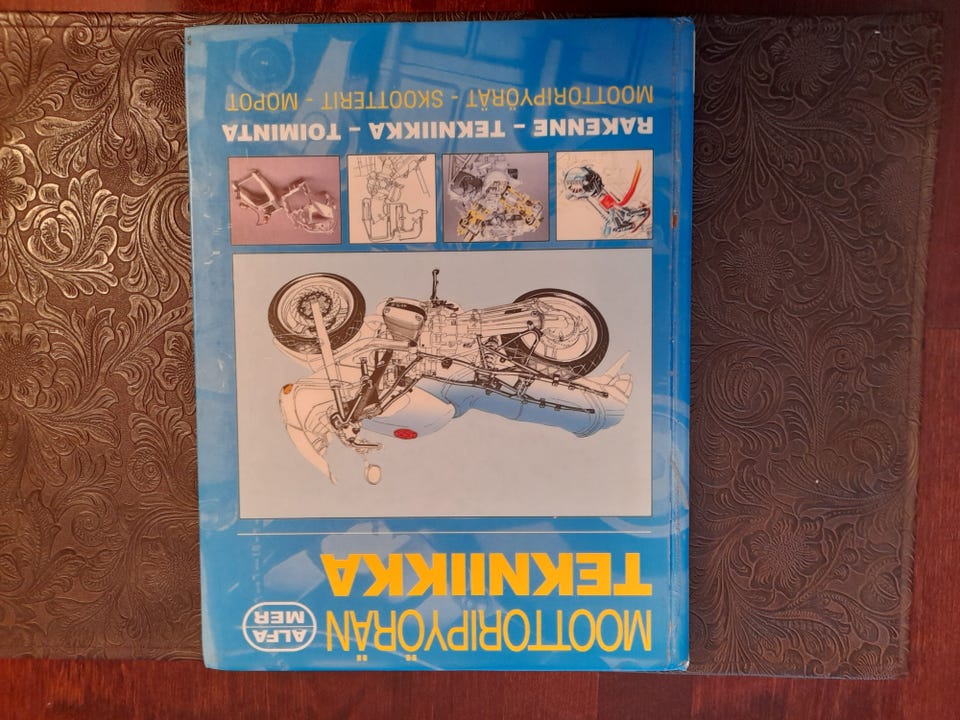 MOOTTORIPYÖRÄN
TEKNIIKKA
ALFA
MER
RAKENNE – TEKNIIKKA – TOIMINTA
MOOTTORIPYÖRÄT - SKOOTTERIT - MOPOT